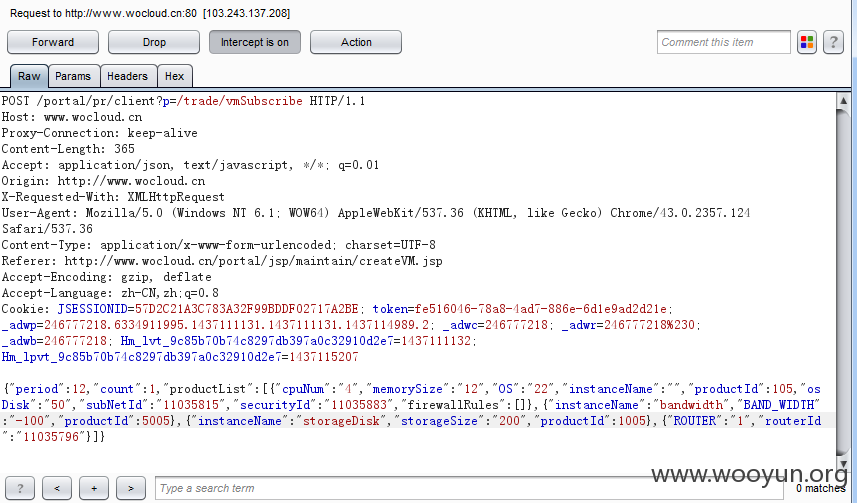 Request to http://www.wocloud.cn:80 [103.243.137.208]
Forward Drop Intercept is on Action Comment this item ?
Raw Params Headers Hex
POST /portal/pr/client?p=/trade/vmSubscribe HTTP/1.1
Host: www.wocloud.cn
Proxy-Connection: keep-alive
Content-Length: 365
Accept: application/json, text/javascript, */*; q=0.01
Origin: http://www.wocloud.cn
X-Requested-With: XMLHttpRequest
User-Agent: Mozilla/5.0 (Windows NT 6.1; WOW64) AppleWebKit/537.36 (KHTML, like Gecko) Chrome/43.0.2357.124
Safari/537.36
Content-Type: application/x-www-form-urlencoded; charset=UTF-8
Referer: http://www.wocloud.cn/portal/jsp/maintain/createVM.jsp
Accept-Encoding: gzip, deflate
Accept-Language: zh-CN,zh;q=0.8
Cookie: JSESSIONID=57D2C21A3C783A32F99BDDF02717A2BE; token=fe516046-78a8-4ad7-886e-6d1e9ad2d21e;
_adwp=246777218.6334911995.1437111131.1437111131.1437114989.2; _adwc=246777218; _adwr=246777218%230;
_adwb=246777218; Hm_lvt_9c85b70b74c8297db397a0c32910d2e7=1437111132;
Hm_lpvt_9c85b70b74c8297db397a0c32910d2e7=1437115207
{"period":12,"count":1,"productList":[{"cpuNum":"4","memorySize":"12","OS":"22","instanceName":"","productId":105,"os
Disk":"50","subNetId":"11035815","securityId":"11035883","firewallRules":[]},{"instanceName":"bandwidth","BAND_WIDTH"
:"-100","productId":5005},{"instanceName":"storageDisk","storageSize":"200","productId":1005},{"ROUTER":"1","routerId
":"11035796"}]}
www.wooyun.org
? < + > Type a search term 0 matches